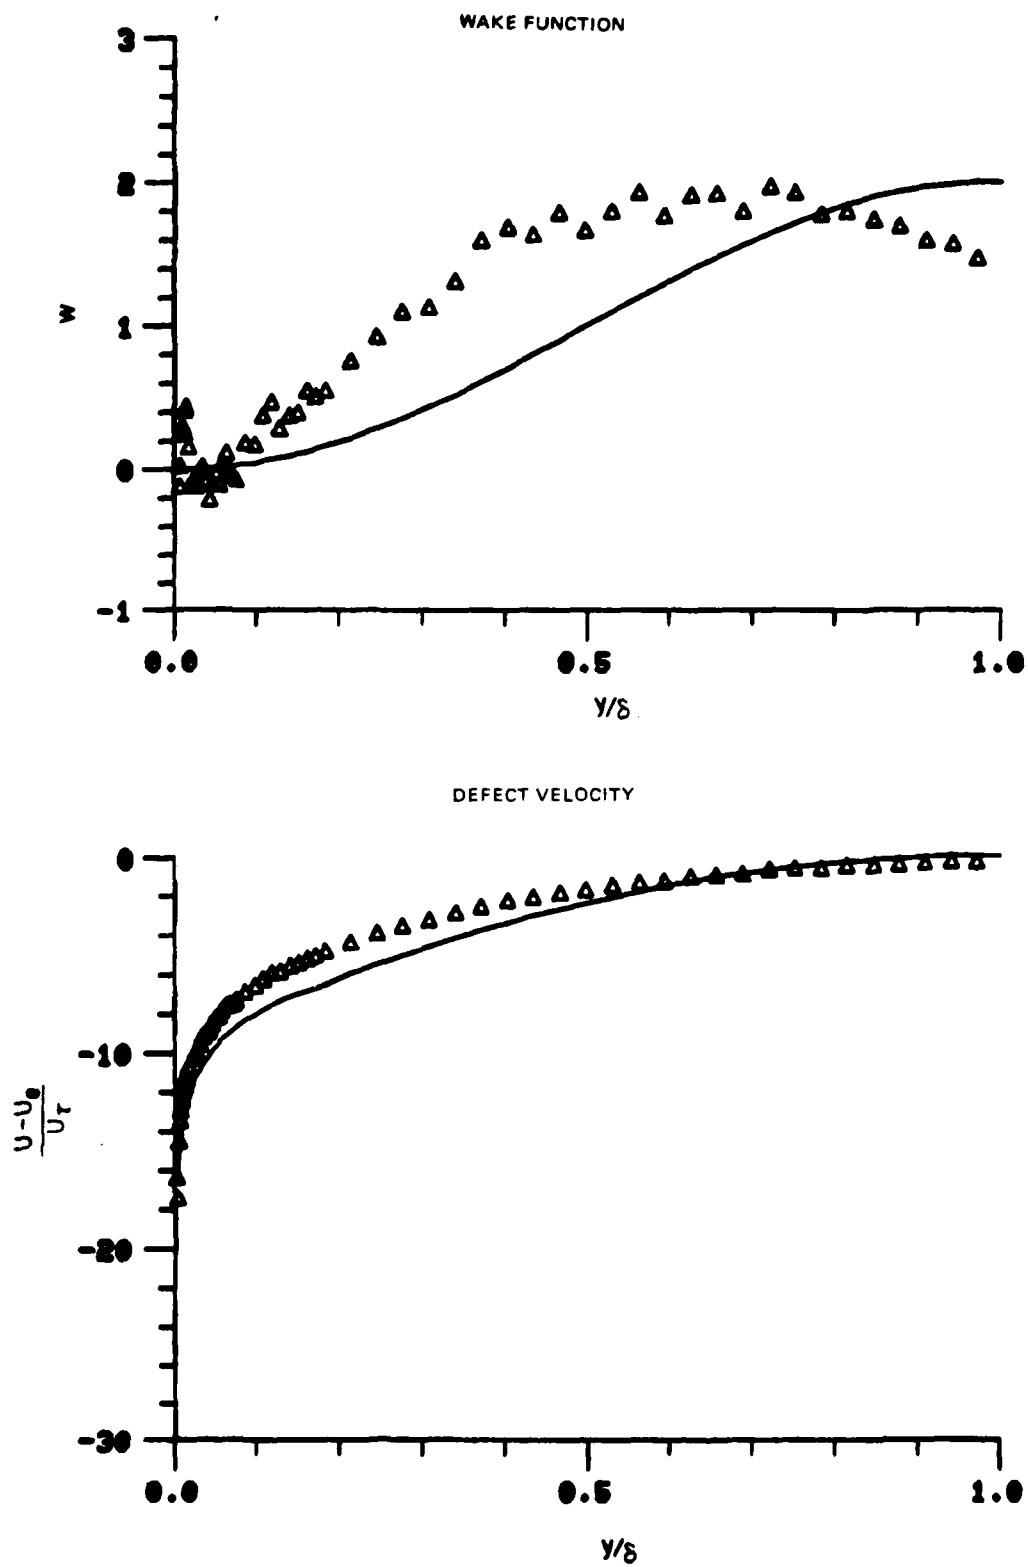 WAKE FUNCTION
3
2
1
0
-1
W
0.0 0.5 1.0
y/δ
DEFECT VELOCITY
0
-10
-20
-30
U-Ue
Uτ
0.0 0.5 1.0
y/δ